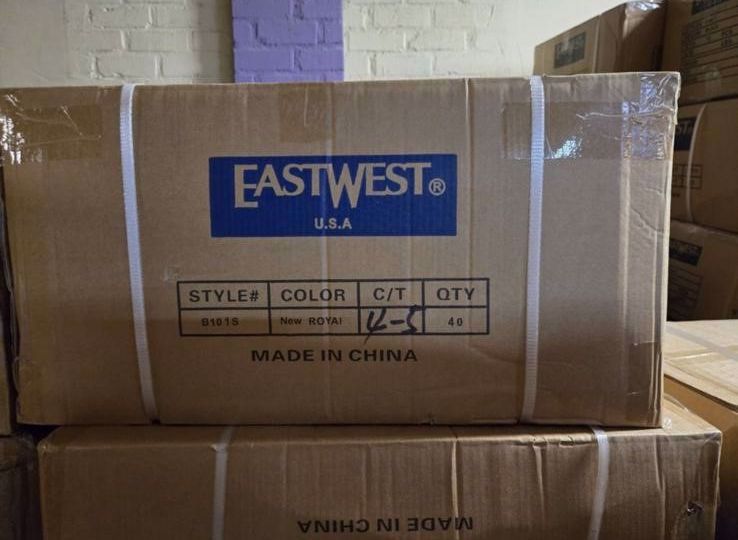 EASTWEST®
U.S.A
STYLE# COLOR C/T QTY
B101S New ROYAl 4-5 40
MADE IN CHINA
MADE IN CHINA